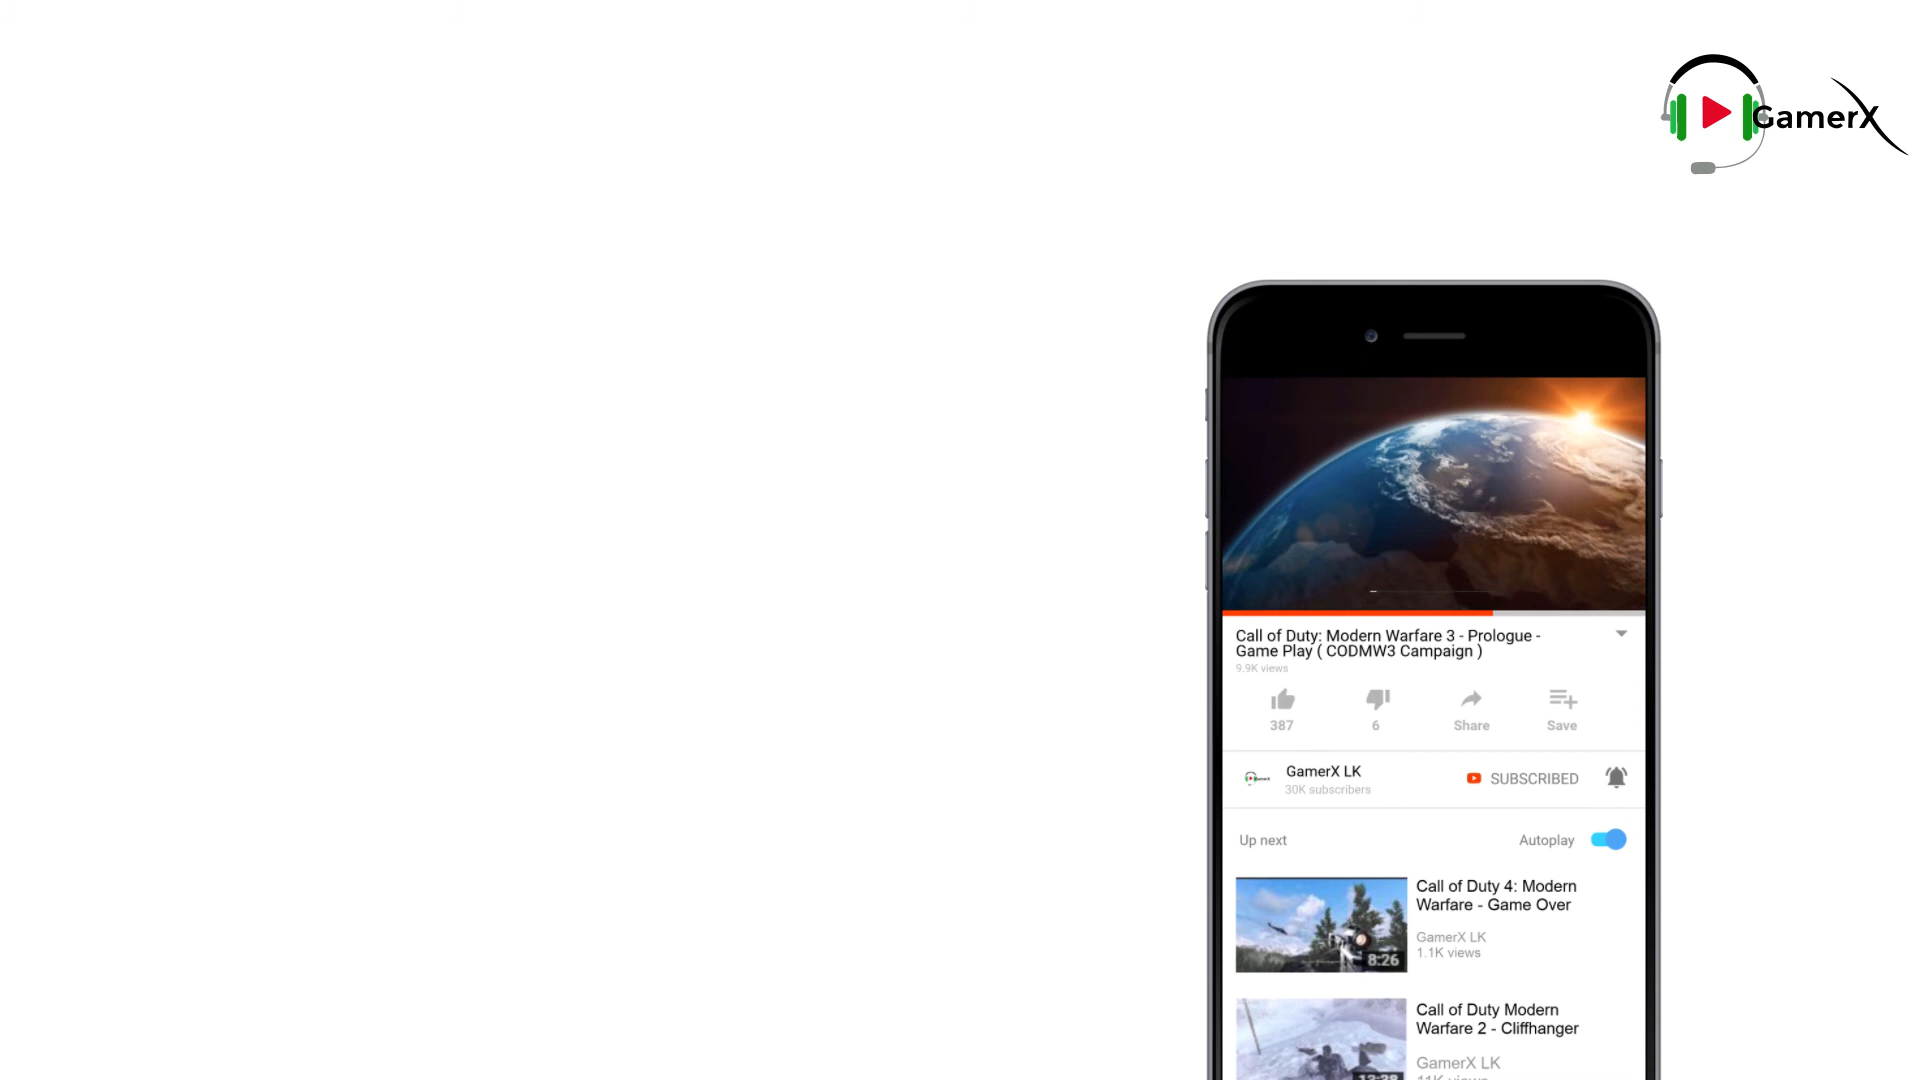 GamerX
Call of Duty: Modern Warfare 3 - Prologue -
Game Play ( CODMW3 Campaign )
9.9K views
387
6
Share
Save
GamerX LK
30K subscribers
SUBSCRIBED
Up next
Autoplay
Call of Duty 4: Modern
Warfare - Game Over
GamerX LK
1.1K views
8:26
Call of Duty Modern
Warfare 2 - Cliffhanger
GamerX LK
11K views